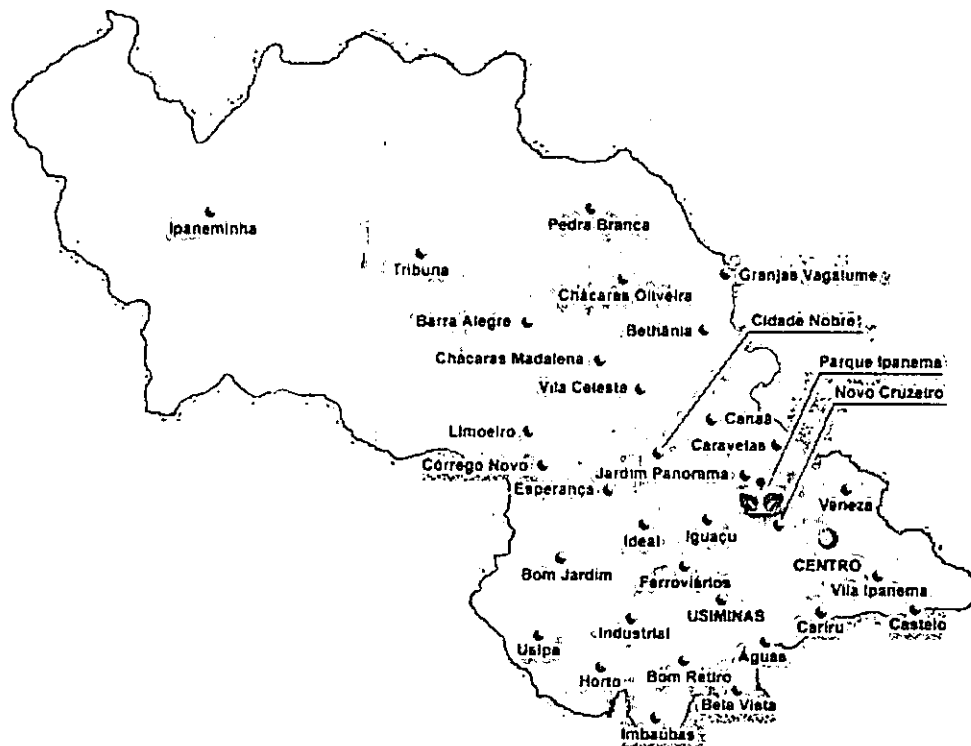 Ipaneminha
Pedra Branca
Tribuna
Granjas Vagalume
Chácaras Oliveira
Barra Alegre
Bethânia
Cidade Nobre
Chácaras Madalena
Parque Ipanema
Vila Celeste
Novo Cruzeiro
Canaã
Limoeiro
Caravelas
Córrego Novo
Jardim Panorama
Esperança
Veneza
Ideal
Iguaçu
CENTRO
Bom Jardim
Ferroviários
Vila Ipanema
USIMINAS
Industrial
Cariru
Castelo
Usipa
Águas
Horto
Bom Retiro
Bela Vista
Imbaúbas